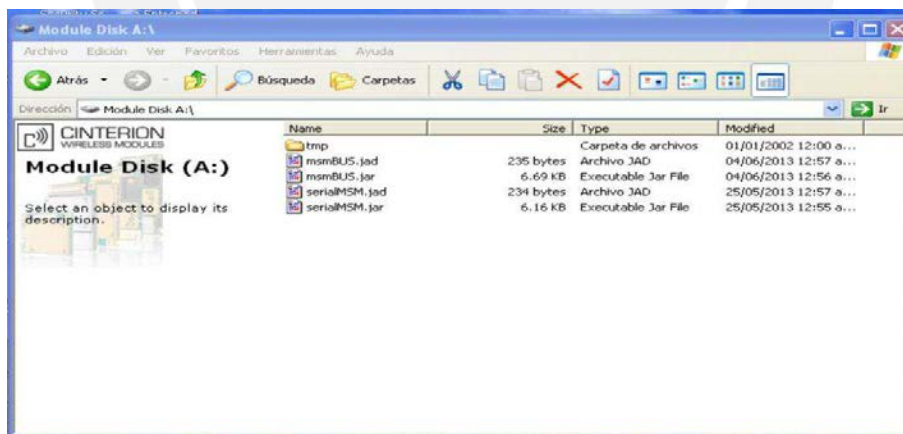 Module Disk A:\
Archivo Edición Ver Favoritos Herramientas Ayuda
Atrás Búsqueda Carpetas
Dirección Module Disk A:\ Ir
CINTERION
WIRELESS MODULES
Module Disk (A:)
Select an object to display its
description.
Name Size Type Modified
tmp Carpeta de archivos 01/01/2002 12:00 a...
msmBUS.jad 235 bytes Archivo JAD 04/06/2013 12:57 a...
msmBUS.jar 6.69 KB Executable Jar File 04/06/2013 12:56 a...
serialMSM.jad 234 bytes Archivo JAD 25/05/2013 12:57 a...
serialMSM.jar 6.16 KB Executable Jar File 25/05/2013 12:55 a...